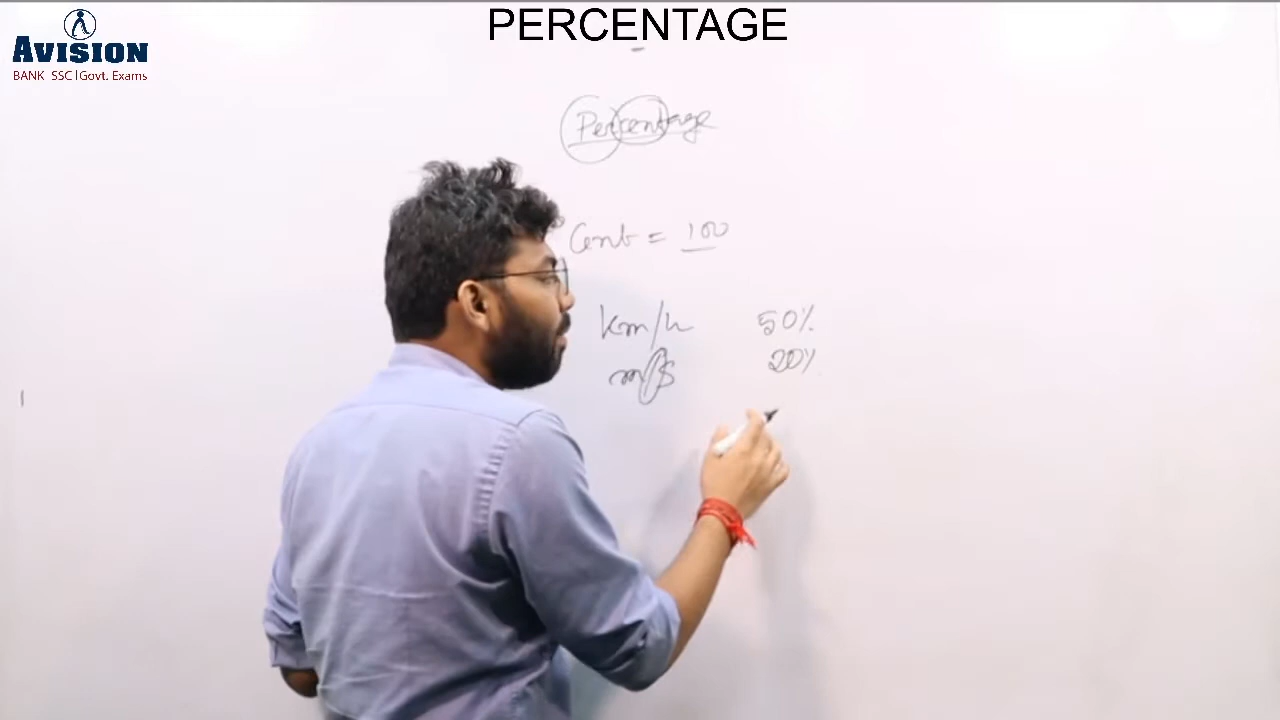 PERCENTAGE
AVISION
BANK SSC|Govt. Exams
Percentage
Cent = 100
km/h 50%
m/s 20%